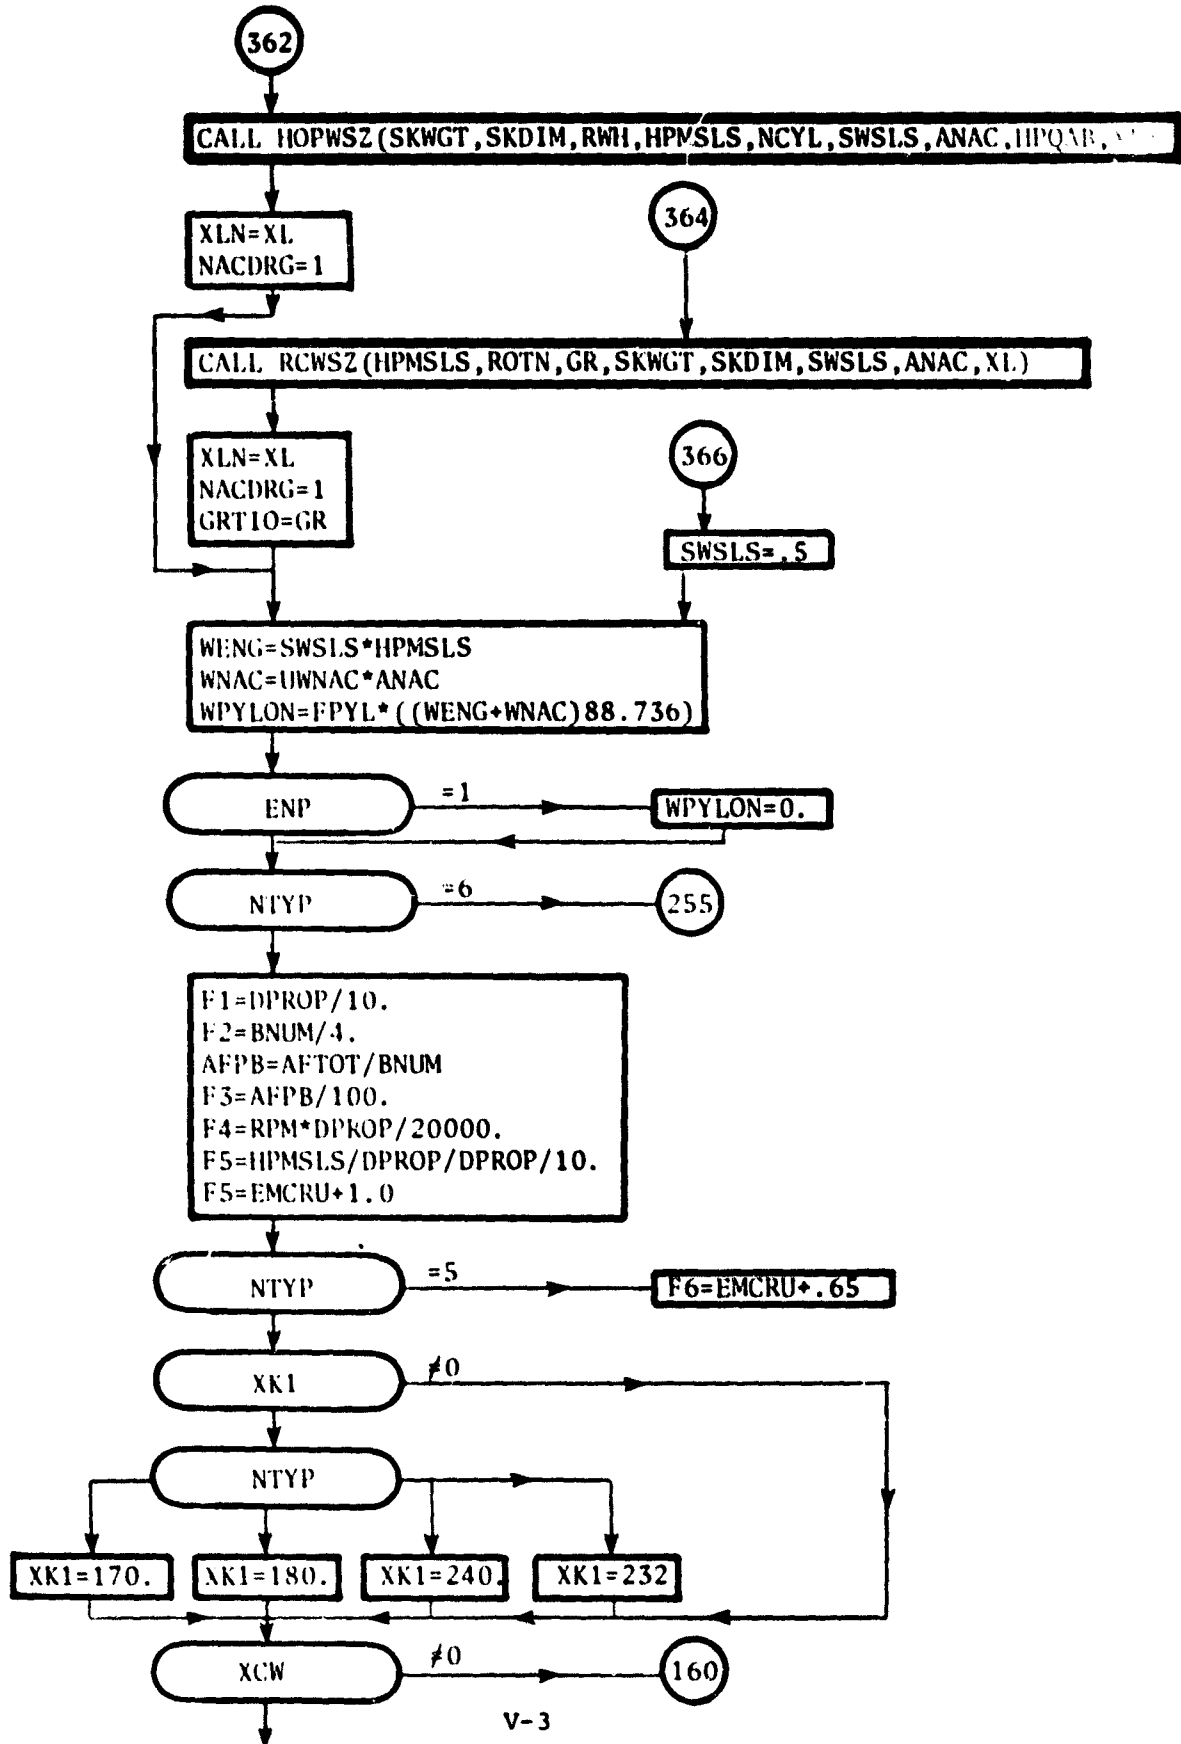 362
CALL HOPWSZ(SKWGT,SKDIM,RWH,HPMSLS,NCYL,SWSLS,ANAC,HPQAR,
364
XLN=XL
NACDRG=1
CALL RCWSZ(HPMSLS,ROTN,GR,SKWGT,SKDIM,SWSLS,ANAC,XL)
366
XLN=XL
NACDRG=1
GRTIO=GR
SWSLS=.5
WENG=SWSLS*HPMSLS
WNAC=UWNAC*ANAC
WPYLON=FPYL*((WENG+WNAC)88.736)
ENP
=1
WPYLON=0.
NTYP
=6
255
F1=DPROP/10.
F2=BNUM/4.
AFPB=AFTOT/BNUM
F3=AFPB/100.
F4=RPM*DPROP/20000.
F5=HPMSLS/DPROP/DPROP/10.
F5=EMCRU+1.0
NTYP
=5
F6=EMCRU+.65
XK1
≠0
NTYP
XK1=170.
XK1=180.
XK1=240.
XK1=232
XCW
≠0
160
V-3